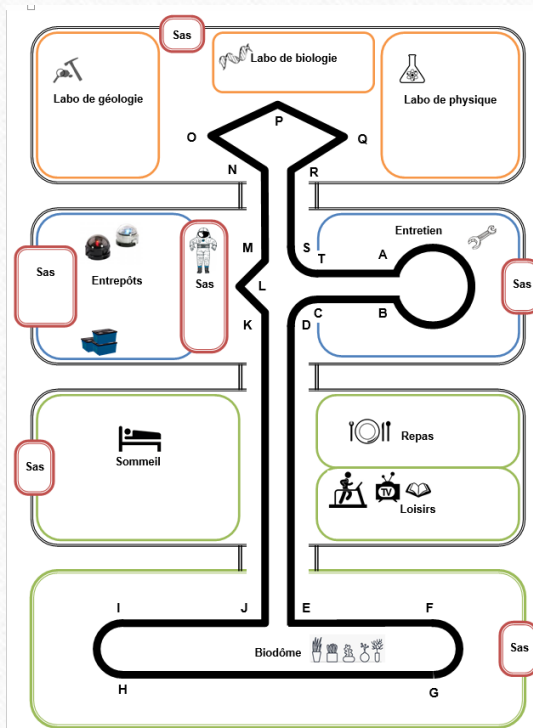 Sas
Labo de biologie
Labo de géologie
Labo de physique
P
O
Q
N
R
Entretien
M
S
T
A
Sas
Entrepôts
Sas
L
Sas
K
C
D
B
Repas
Sommeil
Sas
TV
Loisirs
I
J
E
F
Biodôme
Sas
H
G